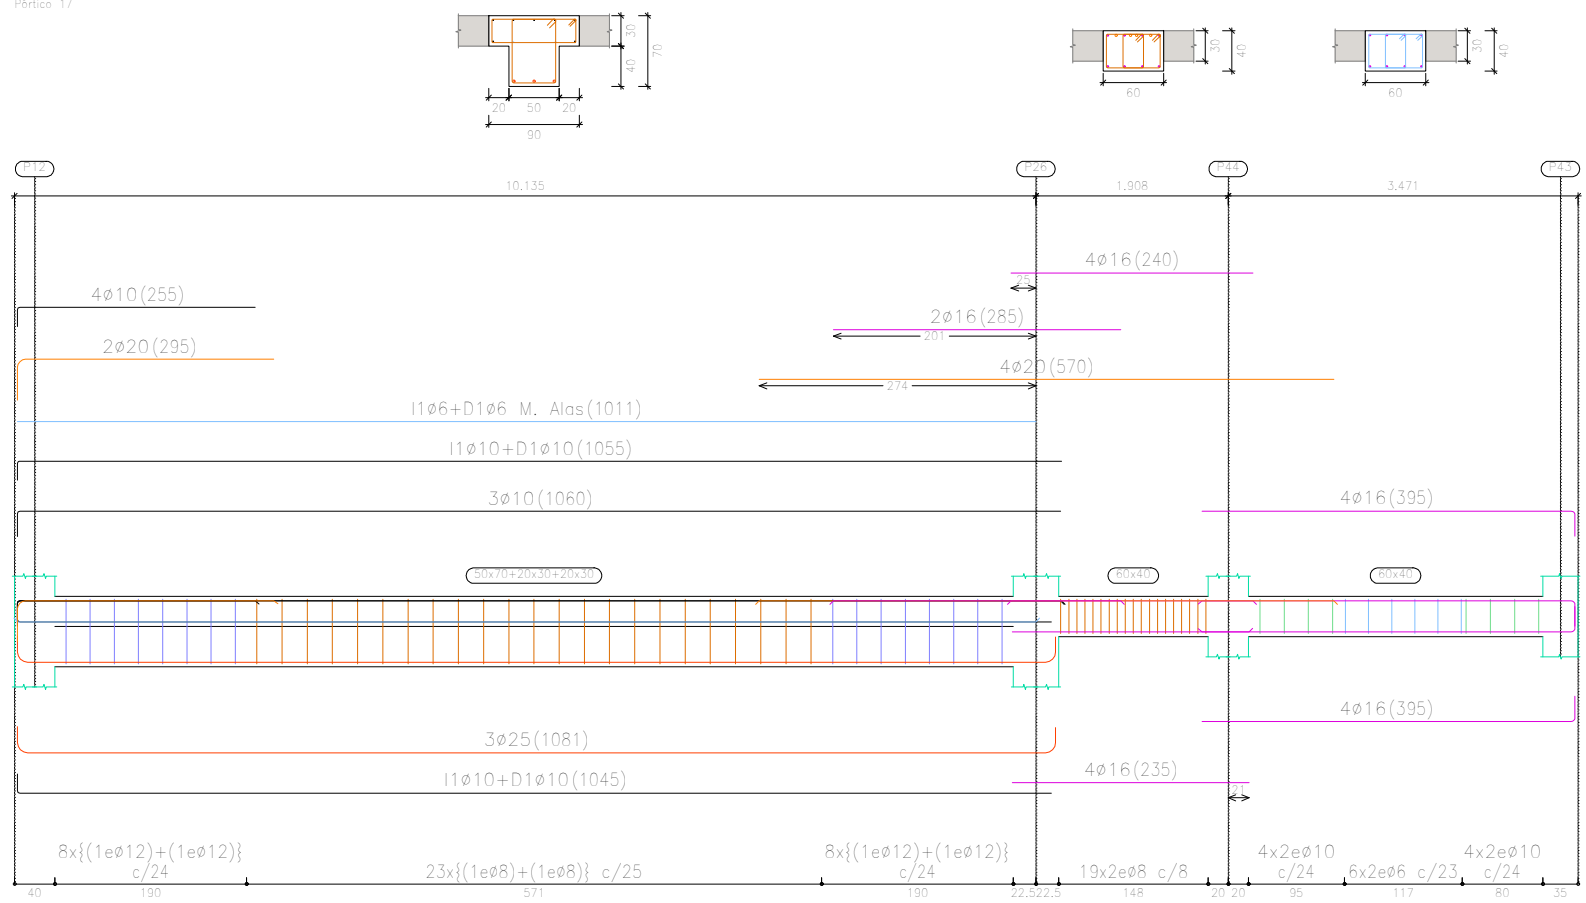 Pórtico 17
30
40
70
20 50 20
90
30
40
60
30
40
60
P12
P26
P44
P43
10.135
1.908
3.471
4ø16(240)
25
4ø10(255)
2ø16(285)
201
2ø20(295)
4ø20(570)
274
I1ø6+D1ø6 M. Alas(1011)
I1ø10+D1ø10(1055)
3ø10(1060)
4ø16(395)
50x70+20x30+20x30
60x40
60x40
4ø16(395)
3ø25(1081)
4ø16(235)
I1ø10+D1ø10(1045)
21
8x{(1eø12)+(1eø12)}
c/24
23x{(1eø8)+(1eø8)} c/25
8x{(1eø12)+(1eø12)}
c/24
19x2eø8 c/8
4x2eø10
c/24
6x2eø6 c/23
4x2eø10
c/24
40 190 571 190 22.5 22.5 148 20 20 95 117 80 35